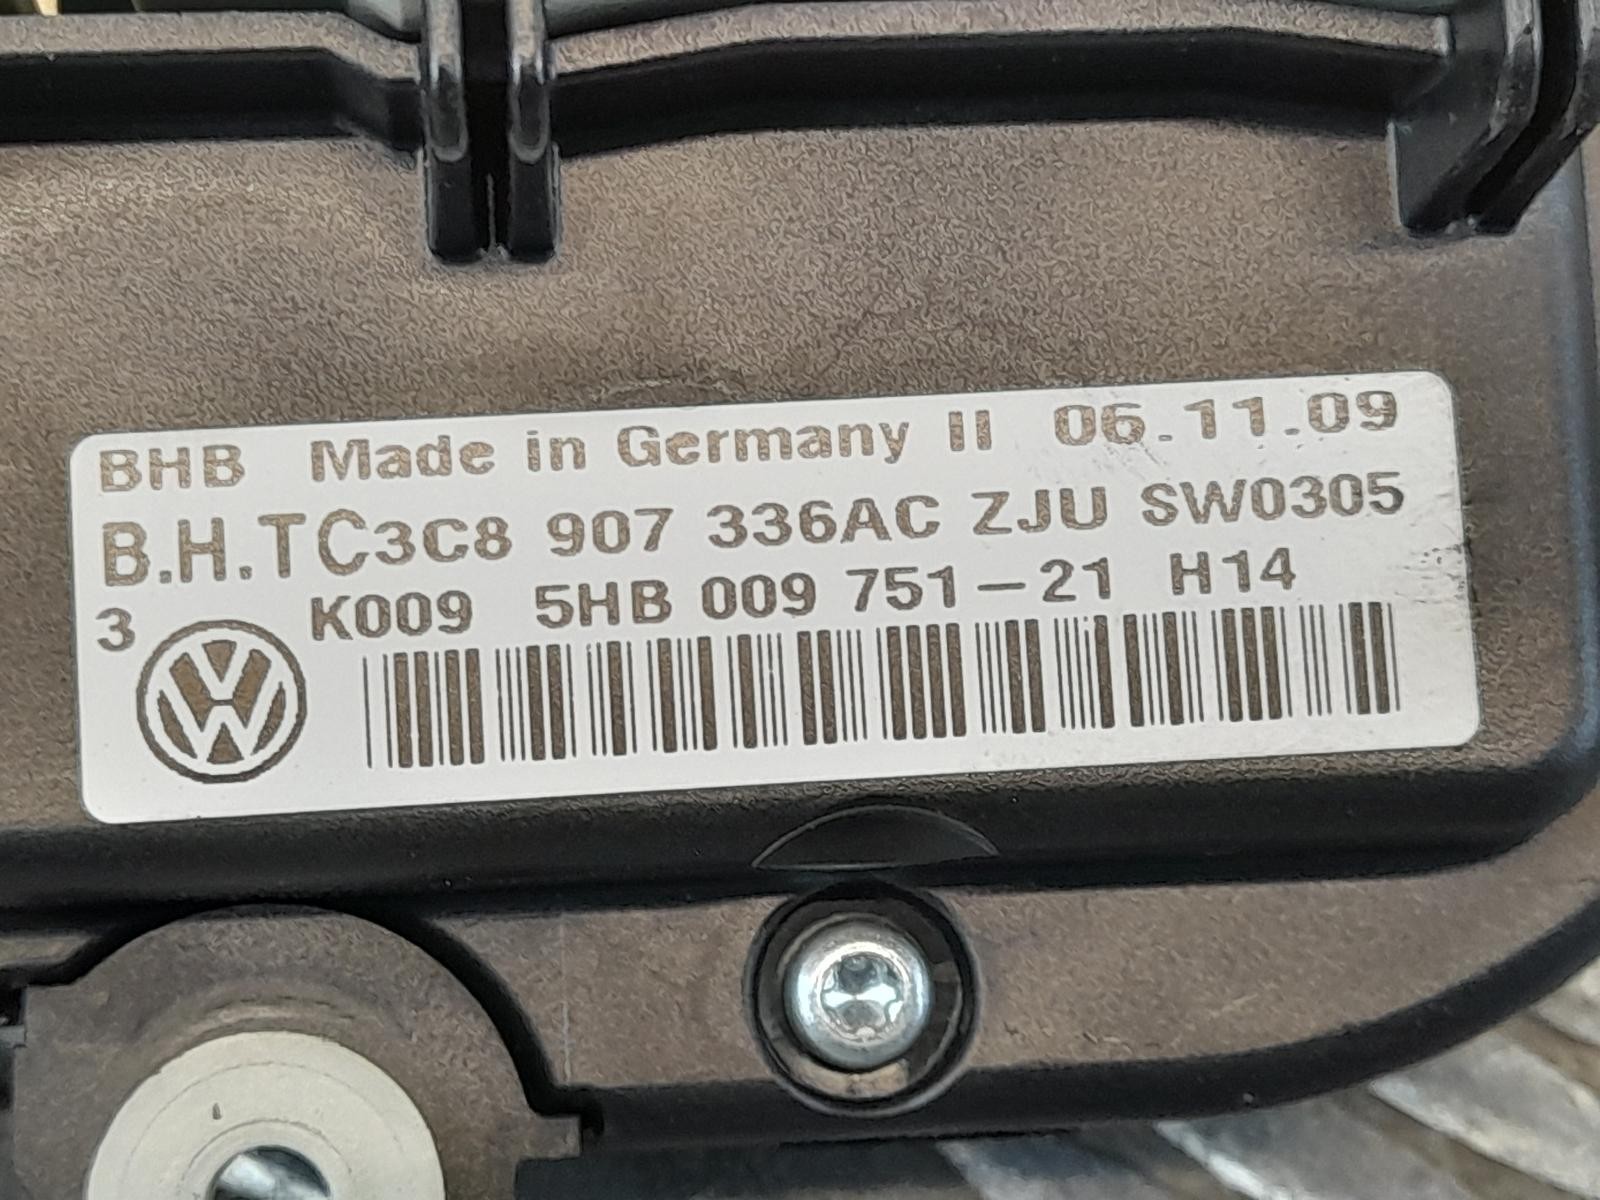 BHB Made in Germany II 06.11.09
B.H.TC3C8 907 336AC ZJU SW0305
3 K009 5HB 009 751-21 H14